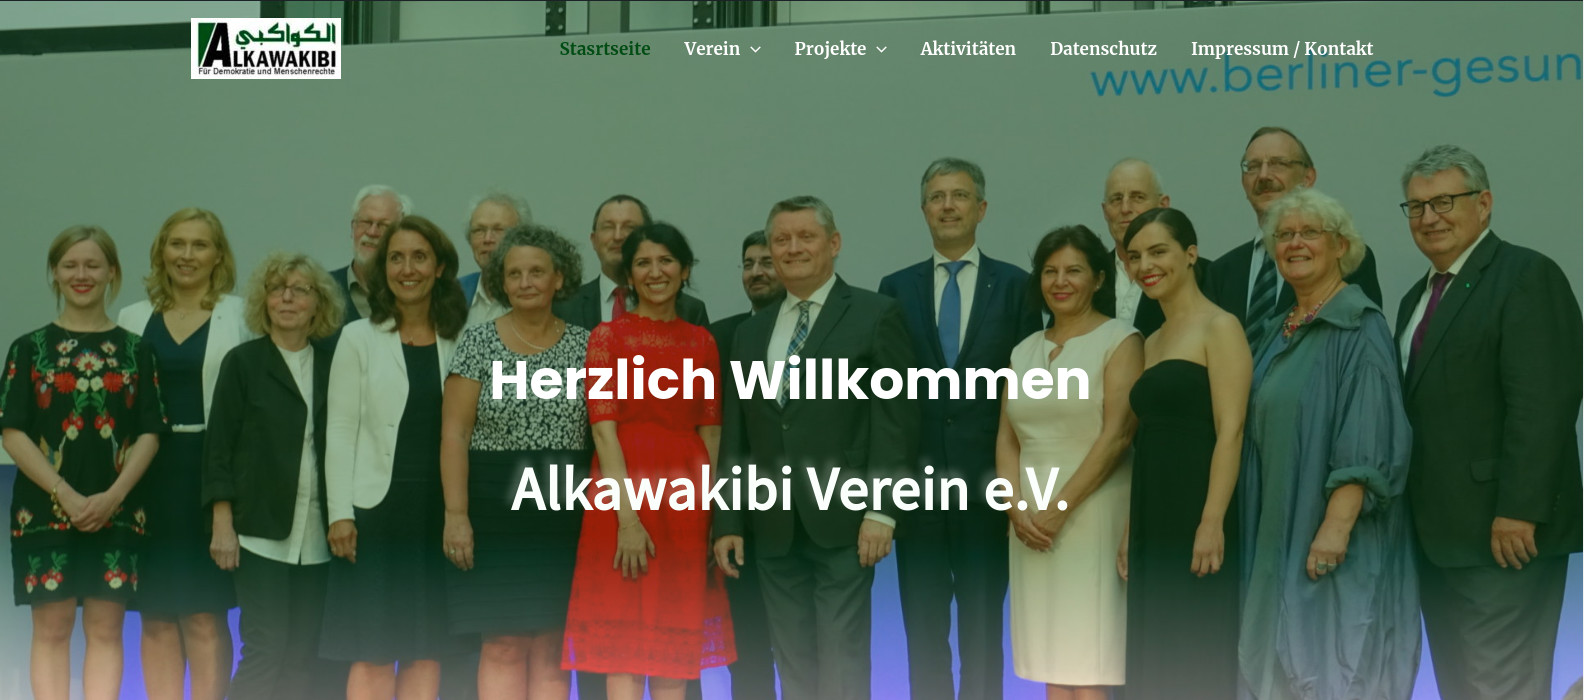 الكواكبي
ALKAWAKIBI
Für Demokratie und Menschenrechte
Stasrtseite Verein Projekte Aktivitäten Datenschutz Impressum / Kontakt
www.berliner-gesun
Herzlich Willkommen
Alkawakibi Verein e.V.